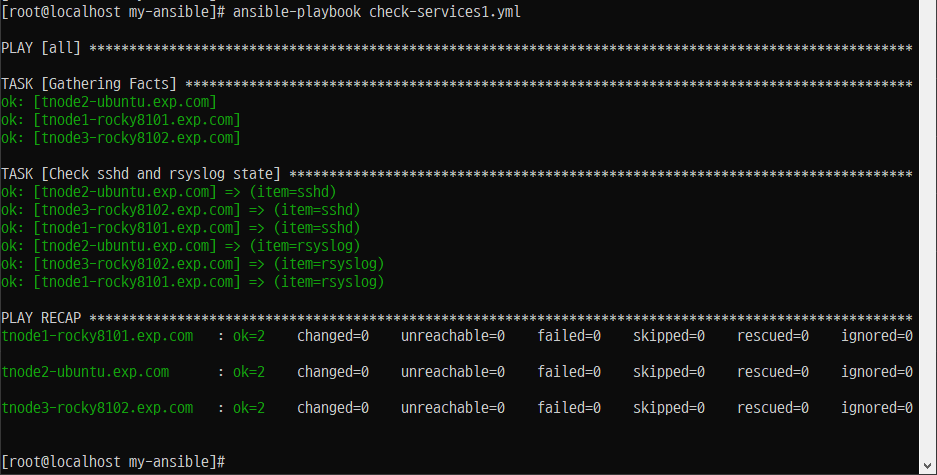 [root@localhost my-ansible]# ansible-playbook check-services1.yml
PLAY [all] *******************************************************************************************************
TASK [Gathering Facts] *******************************************************************************************
ok: [tnode2-ubuntu.exp.com]
ok: [tnode1-rocky8101.exp.com]
ok: [tnode3-rocky8102.exp.com]
TASK [Check sshd and rsyslog state] ******************************************************************************
ok: [tnode2-ubuntu.exp.com] => (item=sshd)
ok: [tnode3-rocky8102.exp.com] => (item=sshd)
ok: [tnode1-rocky8101.exp.com] => (item=sshd)
ok: [tnode2-ubuntu.exp.com] => (item=rsyslog)
ok: [tnode3-rocky8102.exp.com] => (item=rsyslog)
ok: [tnode1-rocky8101.exp.com] => (item=rsyslog)
PLAY RECAP *******************************************************************************************************
tnode1-rocky8101.exp.com   : ok=2    changed=0    unreachable=0    failed=0    skipped=0    rescued=0    ignored=0
tnode2-ubuntu.exp.com      : ok=2    changed=0    unreachable=0    failed=0    skipped=0    rescued=0    ignored=0
tnode3-rocky8102.exp.com   : ok=2    changed=0    unreachable=0    failed=0    skipped=0    rescued=0    ignored=0
[root@localhost my-ansible]#